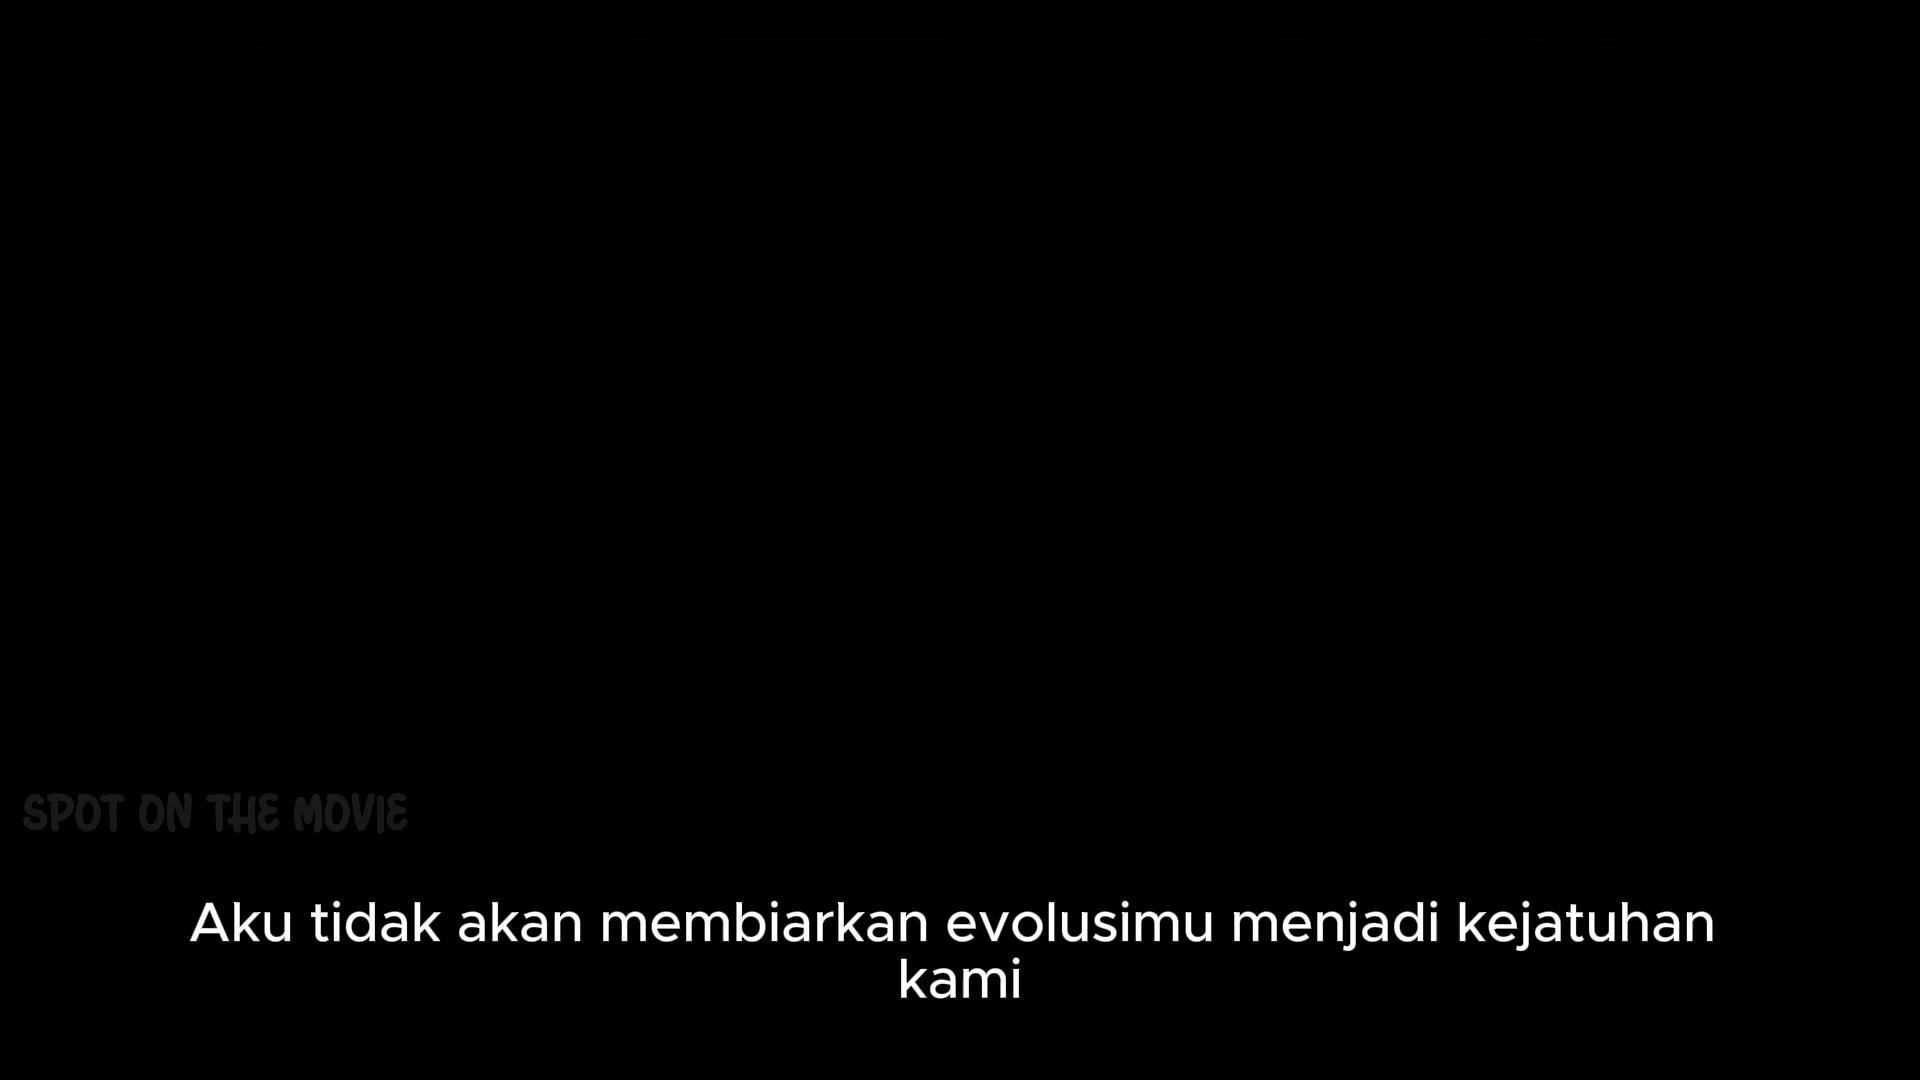 SPOT ON THE MOVIE
Aku tidak akan membiarkan evolusimu menjadi kejatuhan
kami